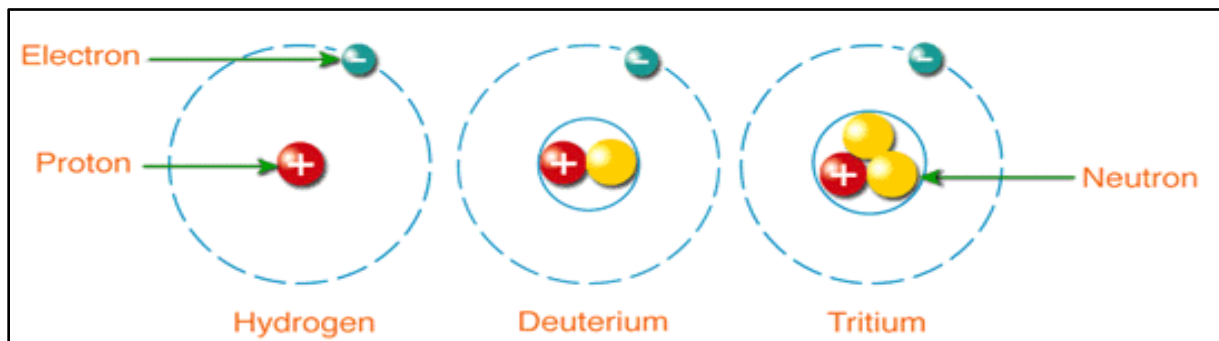 Electron
-
-
-
Proton
+
+
+
Neutron
Hydrogen
Deuterium
Tritium